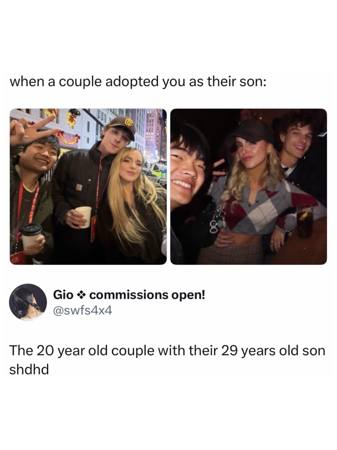 when a couple adopted you as their son:
Gio ❖ commissions open!
@swfs4x4
The 20 year old couple with their 29 years old son
shdhd